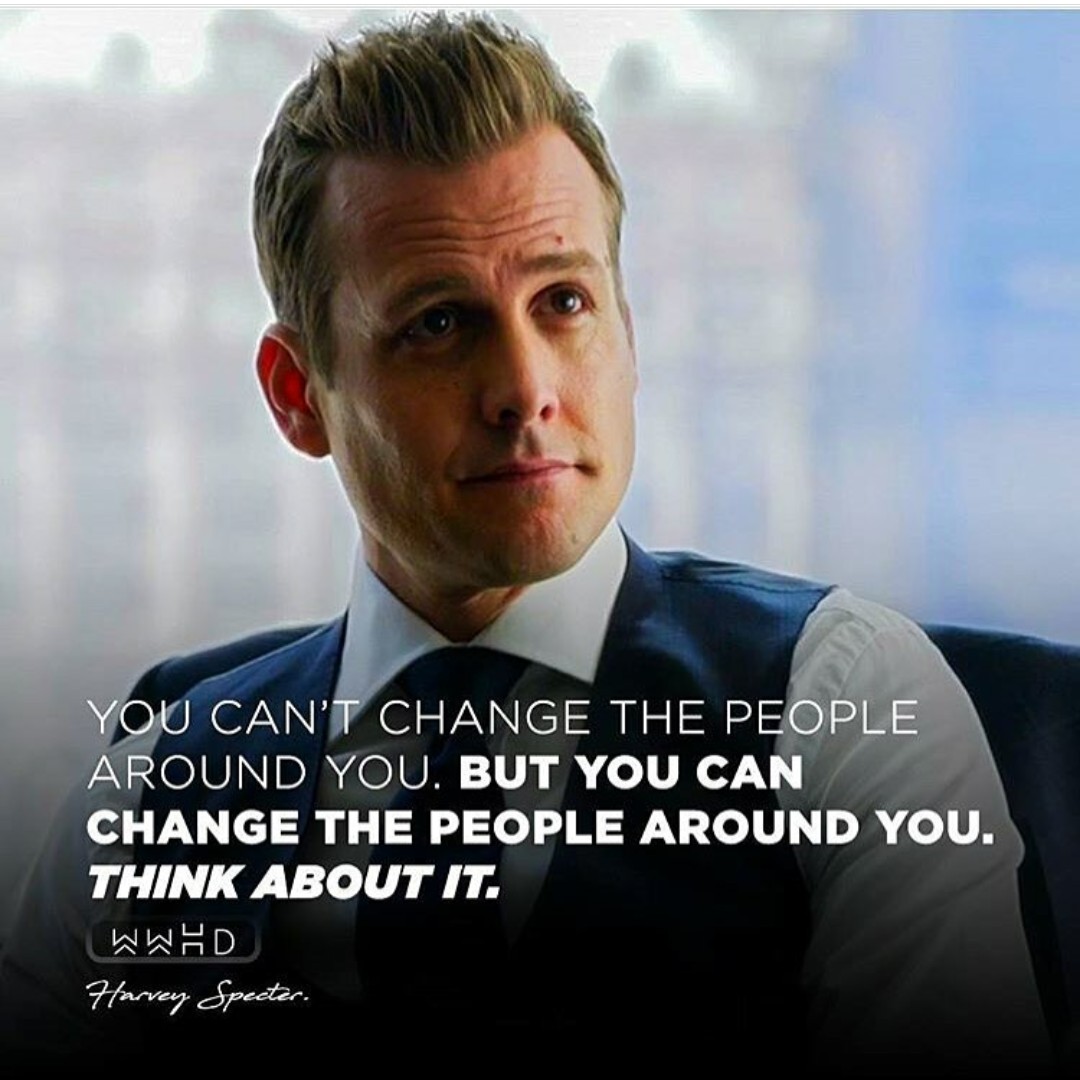 YOU CAN'T CHANGE THE PEOPLE
AROUND YOU. BUT YOU CAN
CHANGE THE PEOPLE AROUND YOU.
THINK ABOUT IT.
WWHD
Harvey Specter.